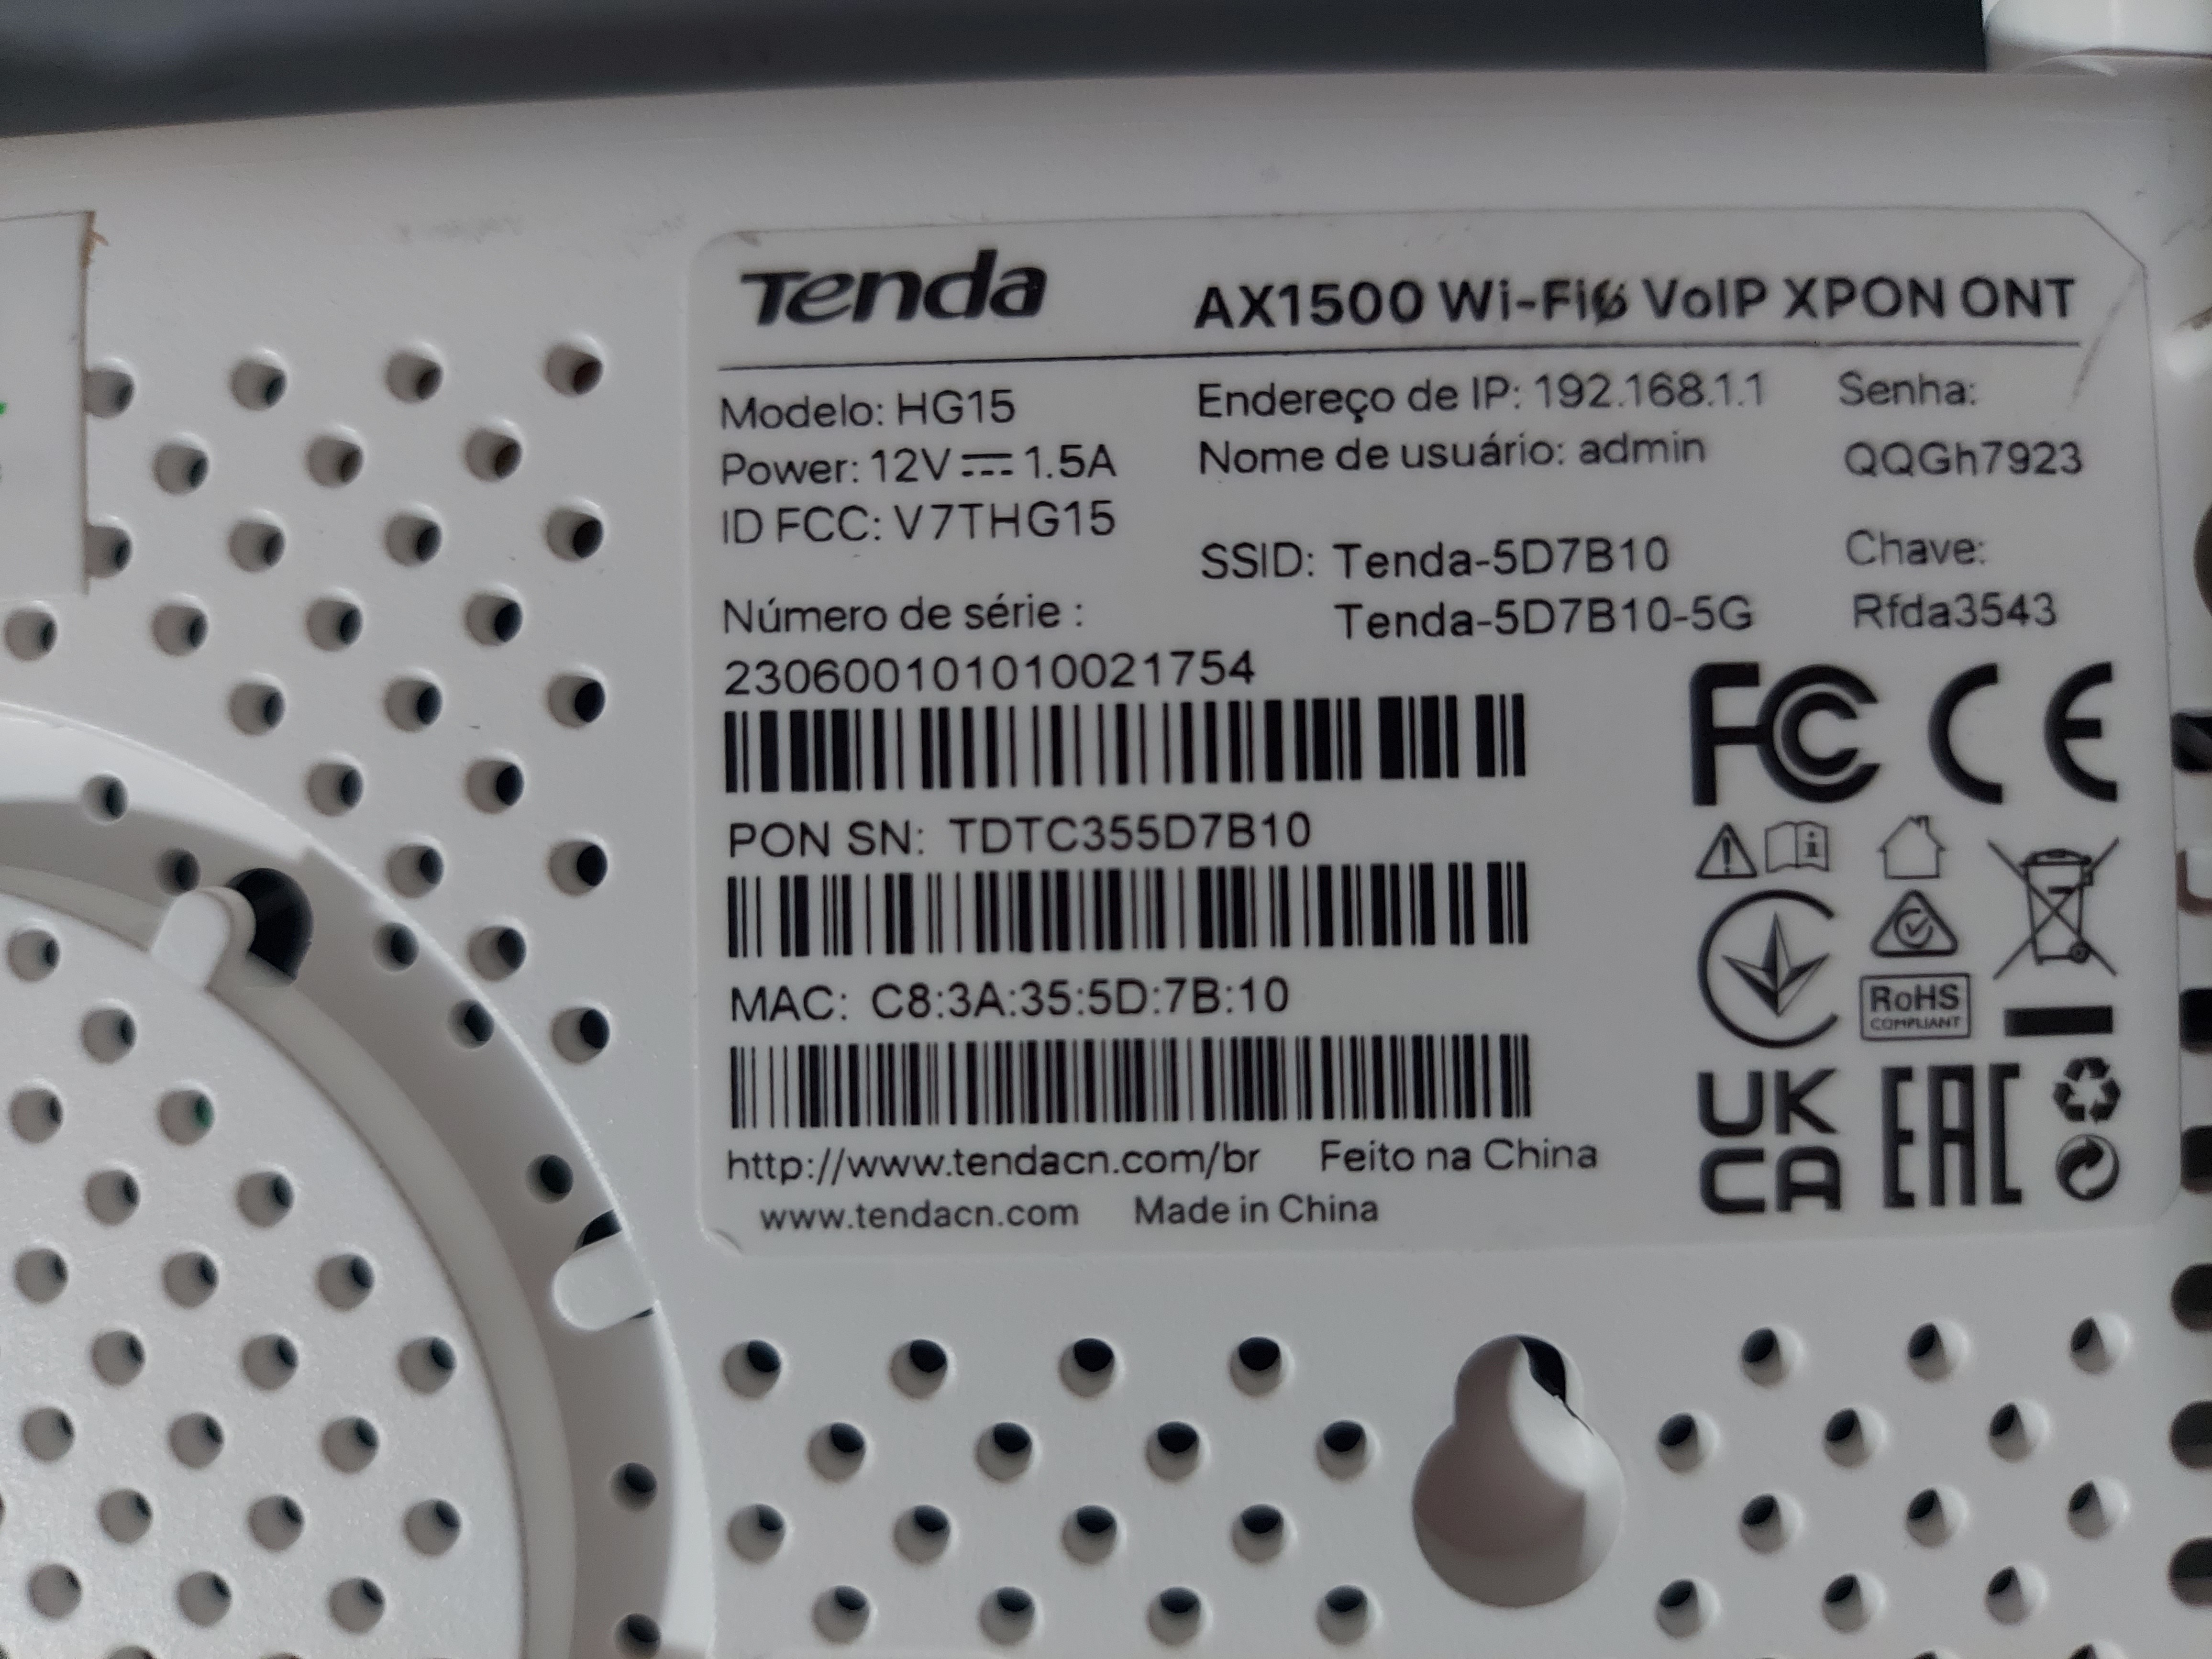 Tenda
AX1500 Wi-Fi6 VoIP XPON ONT
Modelo: HG15
Power: 12V⎓1.5A
ID FCC: V7THG15
Endereço de IP: 192.168.1.1
Nome de usuário: admin
Senha:
QQGh7923
SSID: Tenda-5D7B10
Tenda-5D7B10-5G
Chave:
Rfda3543
Número de série :
230600101010021754
PON SN: TDTC355D7B10
MAC: C8:3A:35:5D:7B:10
http://www.tendacn.com/br Feito na China
www.tendacn.com Made in China
FC CE
RoHS
COMPLIANT
UK
CA
EAC